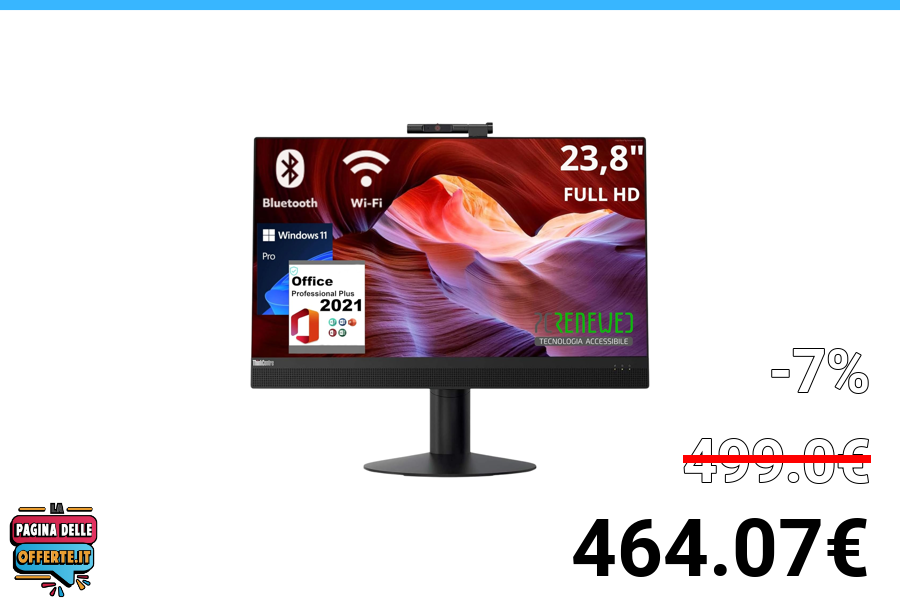 23,8"
FULL HD
Bluetooth
Wi-Fi
Windows 11
Pro
Office
Professional Plus
2021
RENEWED
TECNOLOGIA ACCESSIBILE
ThinkCentre
-7%
499.0€
464.07€
LA
PAGINA DELLE
OFFERTE.IT